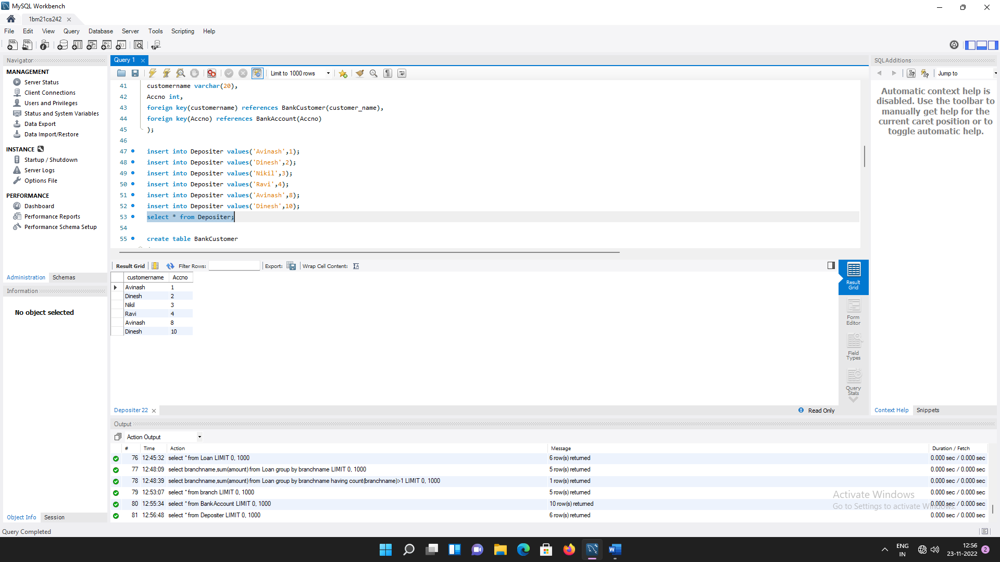 MySQL Workbench
1bm21cs242
File Edit View Query Database Server Tools Scripting Help
Navigator
MANAGEMENT
Server Status
Client Connections
Users and Privileges
Status and System Variables
Data Export
Data Import/Restore
INSTANCE
Startup / Shutdown
Server Logs
Options File
PERFORMANCE
Dashboard
Performance Reports
Performance Schema Setup
Administration Schemas
Information
No object selected
Object Info Session
Query 1
Limit to 1000 rows
41 customername varchar(20),
42 Accno int,
43 foreign key(customername) references BankCustomer(customer_name),
44 foreign key(Accno) references BankAccount(Accno)
45 );
46
47 insert into Depositer values('Avinash',1);
48 insert into Depositer values('Dinesh',2);
49 insert into Depositer values('Nikil',3);
50 insert into Depositer values('Ravi',4);
51 insert into Depositer values('Avinash',8);
52 insert into Depositer values('Dinesh',10);
53 select * from Depositer;
54
55 create table BankCustomer
Result Grid Filter Rows: Export: Wrap Cell Content:
customername Accno
Avinash 1
Dinesh 2
Nikil 3
Ravi 4
Avinash 8
Dinesh 10
Result
Grid
Form
Editor
Field
Types
Query
Stats
Depositer 22 Read Only
SQLAdditions
Jump to
Automatic context help is
disabled. Use the toolbar to
manually get help for the
current caret position or to
toggle automatic help.
Context Help Snippets
Output
Action Output
# Time Action Message Duration / Fetch
76 12:45:32 select * from Loan LIMIT 0, 1000 6 row(s) returned 0.000 sec / 0.000 sec
77 12:48:09 select branchname,sum(amount) from Loan group by branchname LIMIT 0, 1000 5 row(s) returned 0.000 sec / 0.000 sec
78 12:48:39 select branchname,sum(amount) from Loan group by branchname having count(branchname)>1 LIMIT 0, 1000 1 row(s) returned 0.000 sec / 0.000 sec
79 12:53:07 select * from branch LIMIT 0, 1000 5 row(s) returned 0.000 sec / 0.000 sec
80 12:55:34 select * from BankAccount LIMIT 0, 1000 10 row(s) returned 0.000 sec / 0.000 sec
81 12:56:48 select * from Depositer LIMIT 0, 1000 6 row(s) returned 0.000 sec / 0.000 sec
Activate Windows
Go to Settings to activate Windows.
Query Completed
ENG
IN
12:56
23-11-2022
2